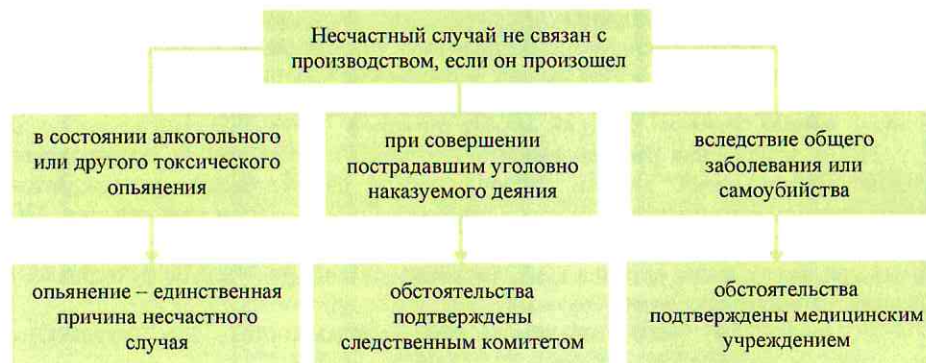 Несчастный случай не связан с
производством, если он произошел
в состоянии алкогольного
или другого токсического
опьянения
при совершении
пострадавшим уголовно
наказуемого деяния
вследствие общего
заболевания или
самоубийства
опьянение – единственная
причина несчастного
случая
обстоятельства
подтверждены
следственным комитетом
обстоятельства
подтверждены медицинским
учреждением